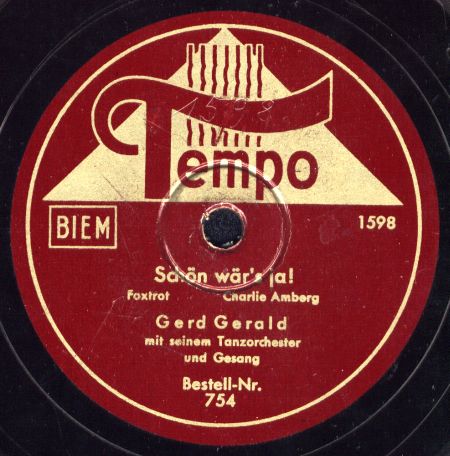 1598
Tempo
BIEM
1598
Schön wär's ja!
Foxtrot Charlie Amberg
Gerd Gerald
mit seinem Tanzorchester
und Gesang
Bestell-Nr.
754